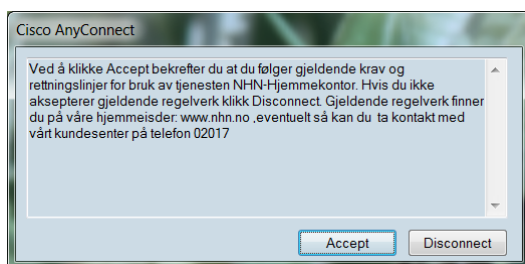 Cisco AnyConnect
Ved å klikke Accept bekrefter du at du følger gjeldende krav og
rettningslinjer for bruk av tjenesten NHN-Hjemmekontor. Hvis du ikke
aksepterer gjeldende regelverk klikk Disconnect. Gjeldende regelverk finner
du på våre hjemmeisder: www.nhn.no ,eventuelt så kan du  ta kontakt med
vårt kundesenter på telefon 02017
Accept
Disconnect